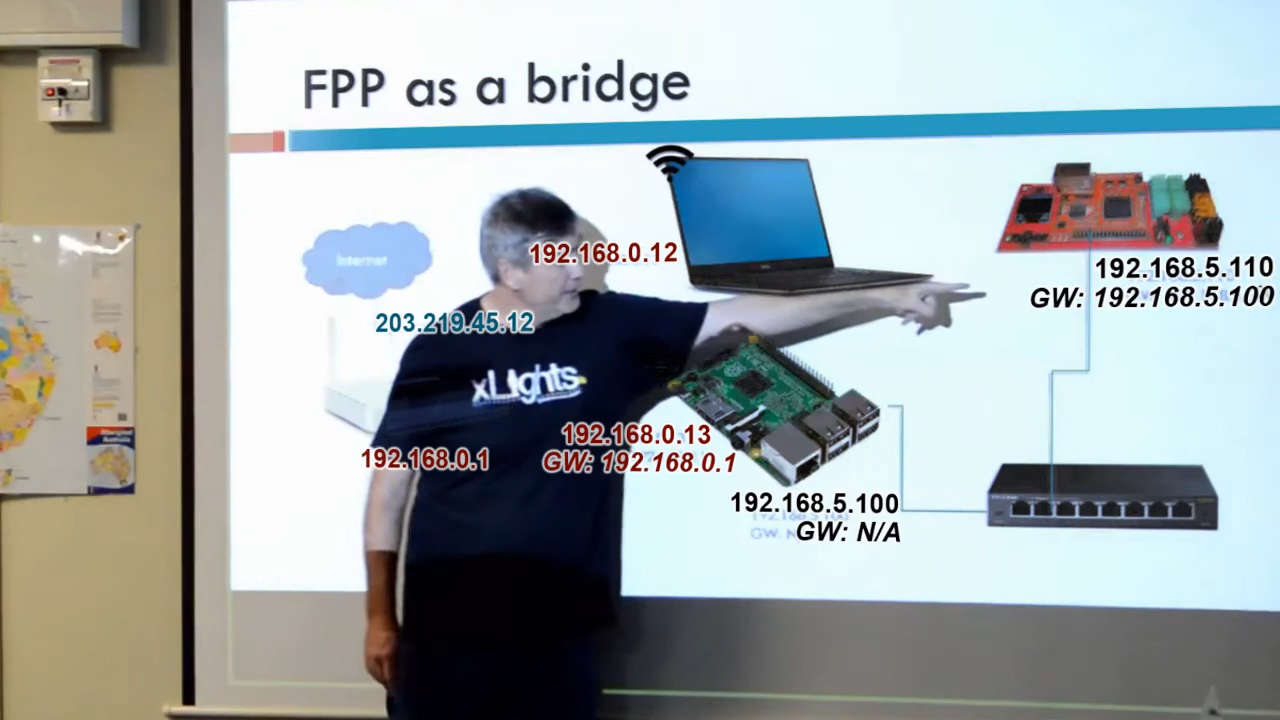 FPP as a bridge
Internet
192.168.0.12
203.219.45.12
xLights
192.168.0.1
192.168.0.13
GW: 192.168.0.1
192.168.5.100
GW: N/A
192.168.5.110
GW: 192.168.5.100